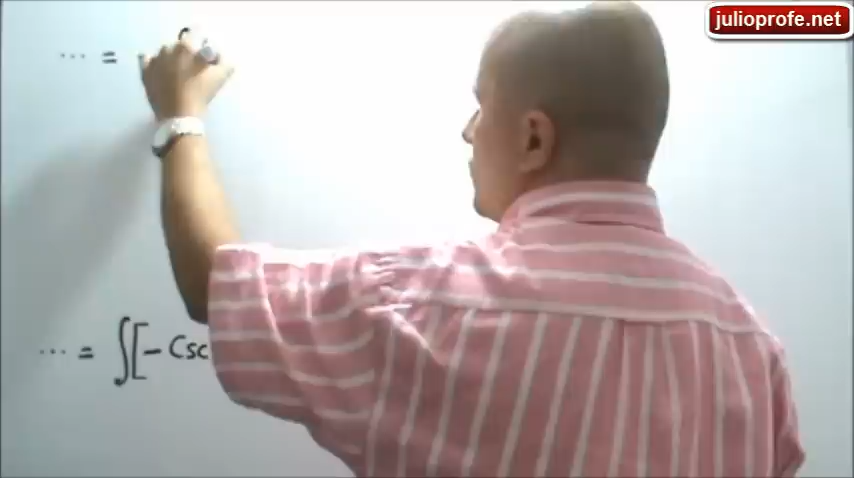 julioprofe.net
... =
... = ∫[- Csc